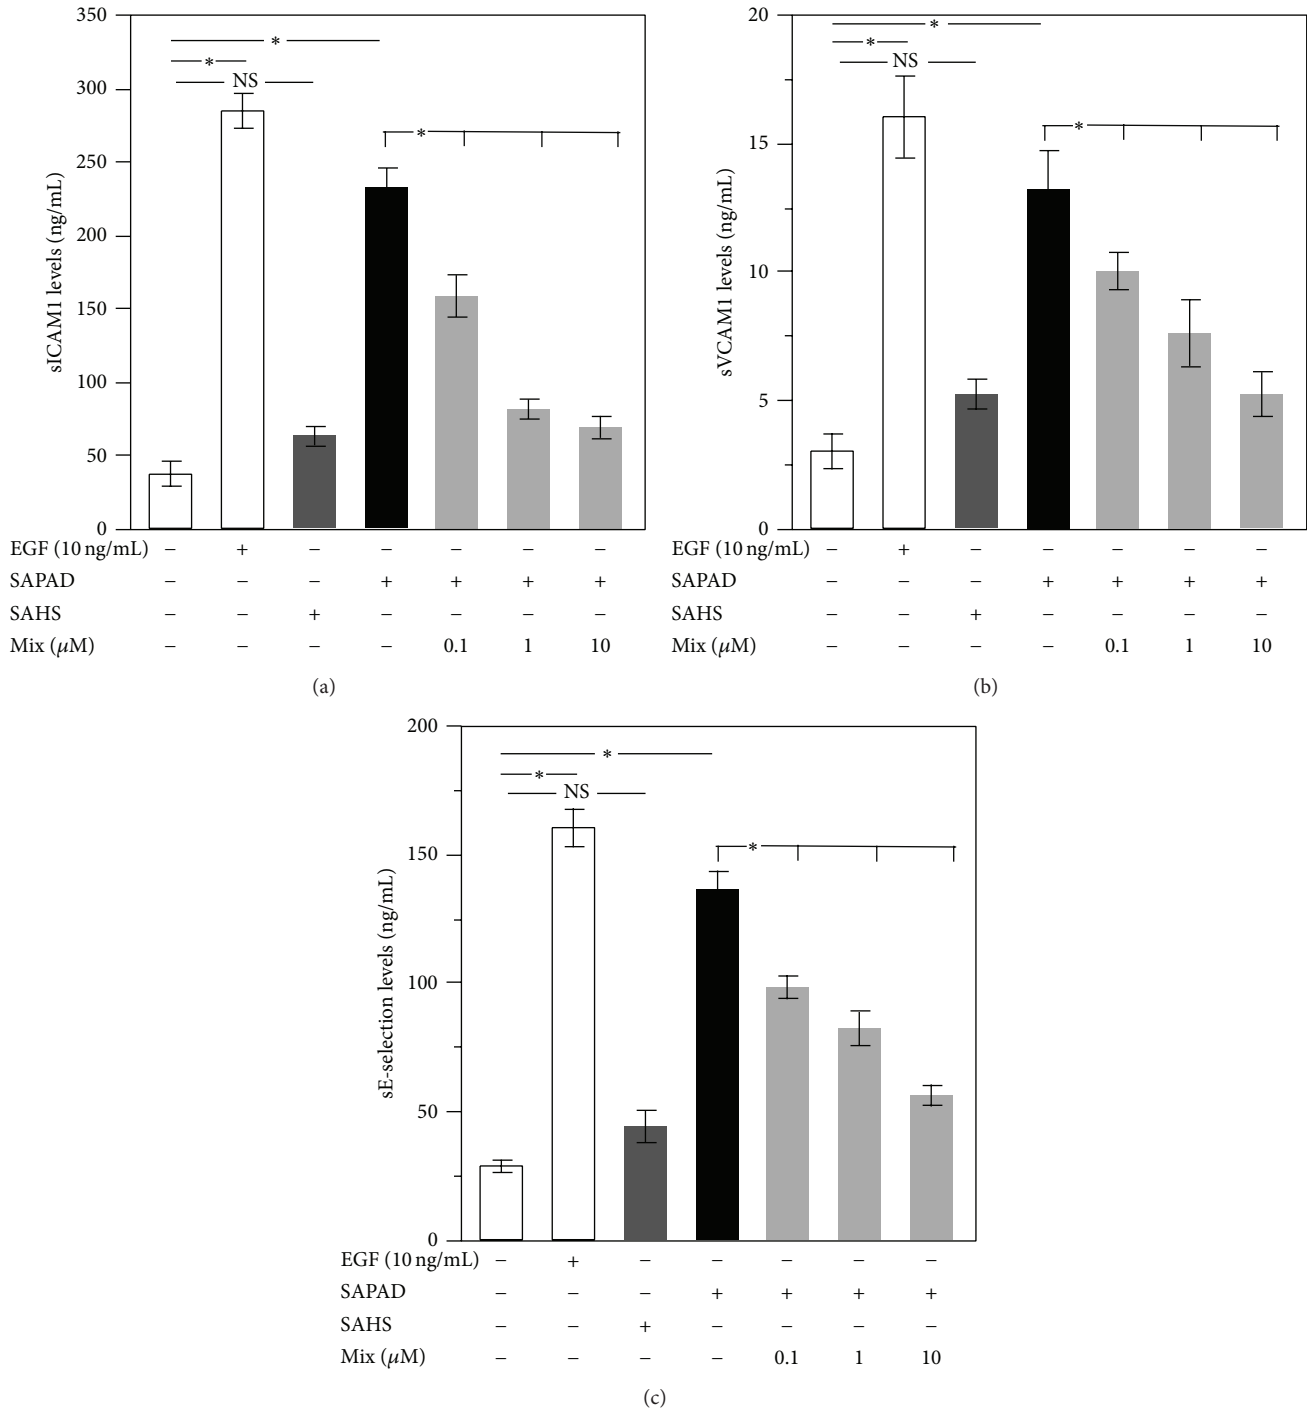 350
300
250
200
150
100
50
0
sICAM1 levels (ng/mL)
*
*
NS
*
EGF (10 ng/mL) − + − − − − −
SAPAD − − − + + + +
SAHS − − + − − − −
Mix (μM) − − − − 0.1 1 10
(a)
20
15
10
5
0
sVCAM1 levels (ng/mL)
*
*
NS
*
EGF (10 ng/mL) − + − − − − −
SAPAD − − − + + + +
SAHS − − + − − − −
Mix (μM) − − − − 0.1 1 10
(b)
200
150
100
50
0
sE-selection levels (ng/mL)
*
*
NS
*
EGF (10 ng/mL) − + − − − − −
SAPAD − − − + + + +
SAHS − − + − − − −
Mix (μM) − − − − 0.1 1 10
(c)